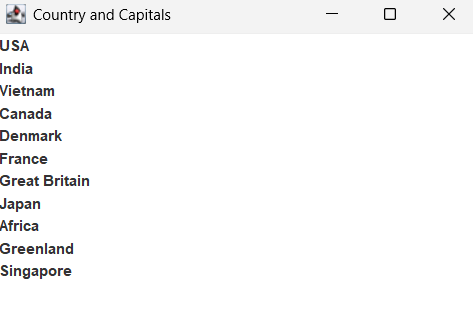 Country and Capitals
USA
India
Vietnam
Canada
Denmark
France
Great Britain
Japan
Africa
Greenland
Singapore